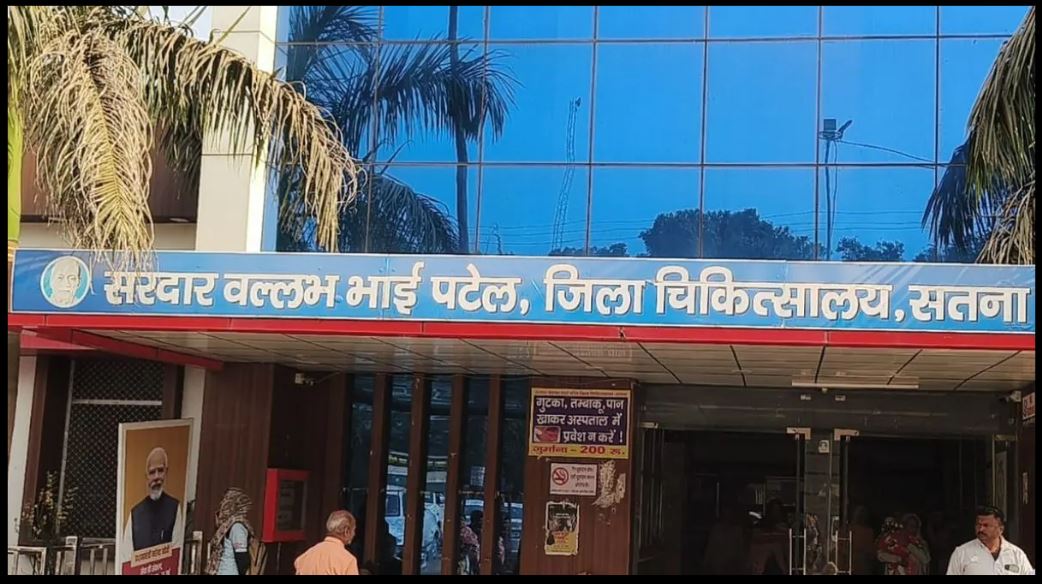 सरदार वल्लभ भाई पटेल, जिला चिकित्सालय, सतना
गुटका, तम्बाकू, पान
खाकर अस्पताल में
प्रवेश न करें !
जुर्माना - 200 रू.